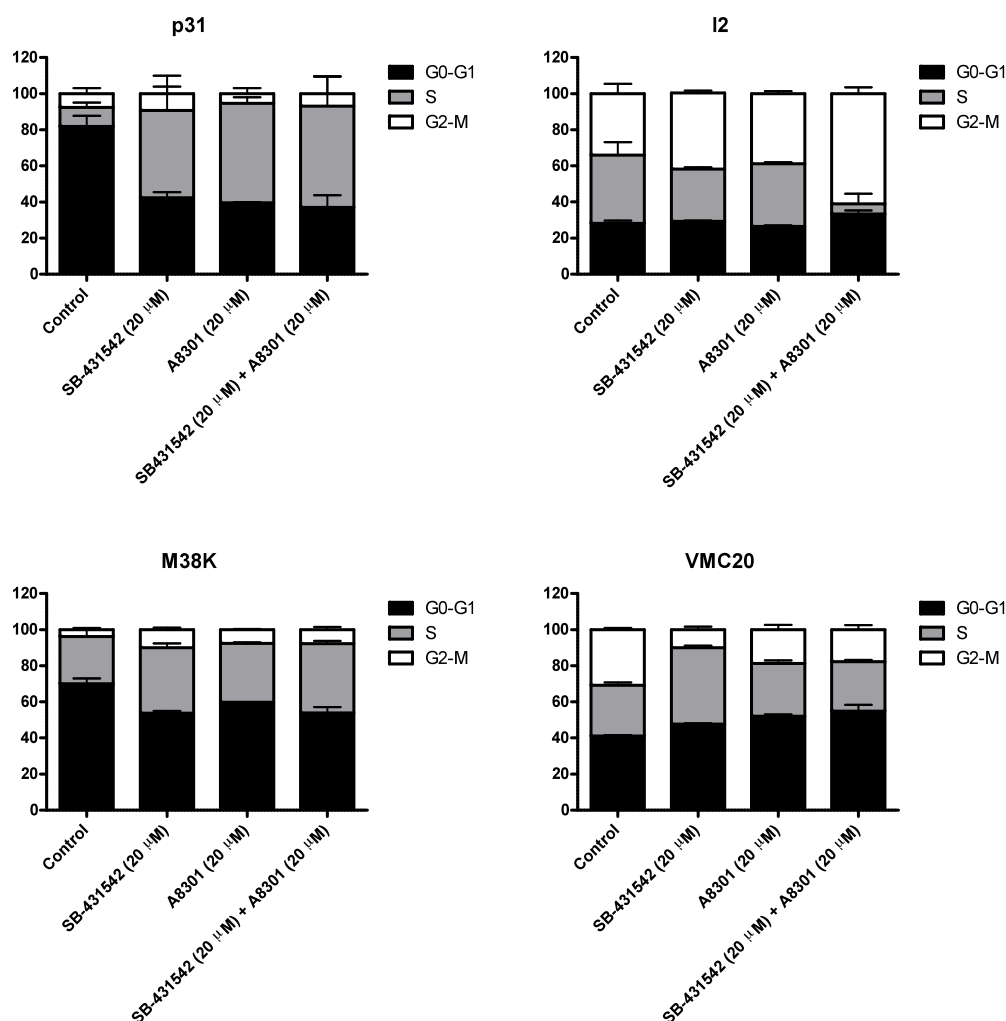 p31
120
100
80
60
40
20
0
G0-G1
S
G2-M
Control
SB-431542 (20 μM)
A8301 (20 μM)
SB431542 (20 μM) + A8301 (20 μM)
I2
120
100
80
60
40
20
0
G0-G1
S
G2-M
Control
SB-431542 (20 μM)
A8301 (20 μM)
SB-431542 (20 μM) + A8301 (20 μM)
M38K
120
100
80
60
40
20
0
G0-G1
S
G2-M
Control
SB-431542 (20 μM)
A8301 (20 μM)
SB-431542 (20 μM) + A8301 (20 μM)
VMC20
120
100
80
60
40
20
0
G0-G1
S
G2-M
Control
SB-431542 (20 μM)
A8301 (20 μM)
SB-431542 (20 μM) + A8301 (20 μM)